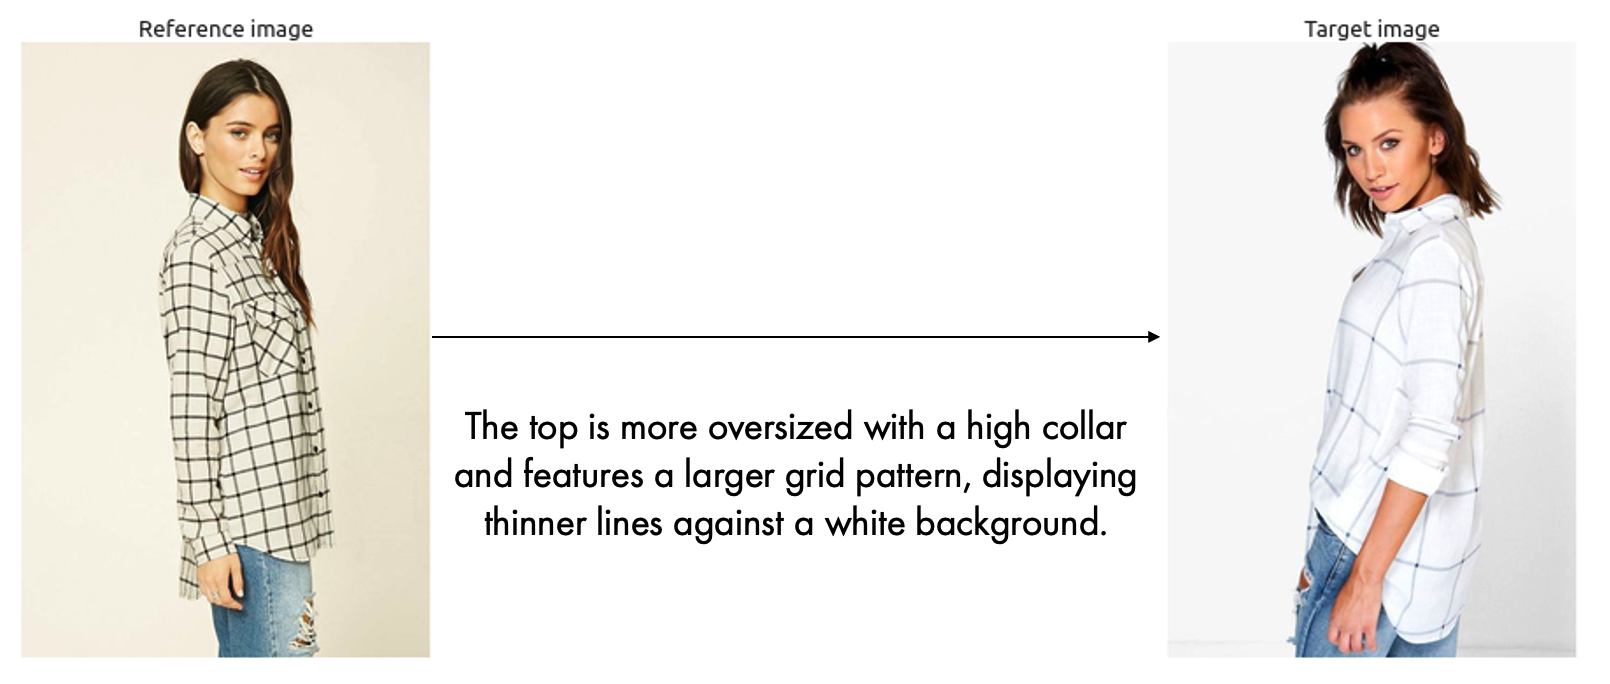 Reference image
Target image
The top is more oversized with a high collar
and features a larger grid pattern, displaying
thinner lines against a white background.